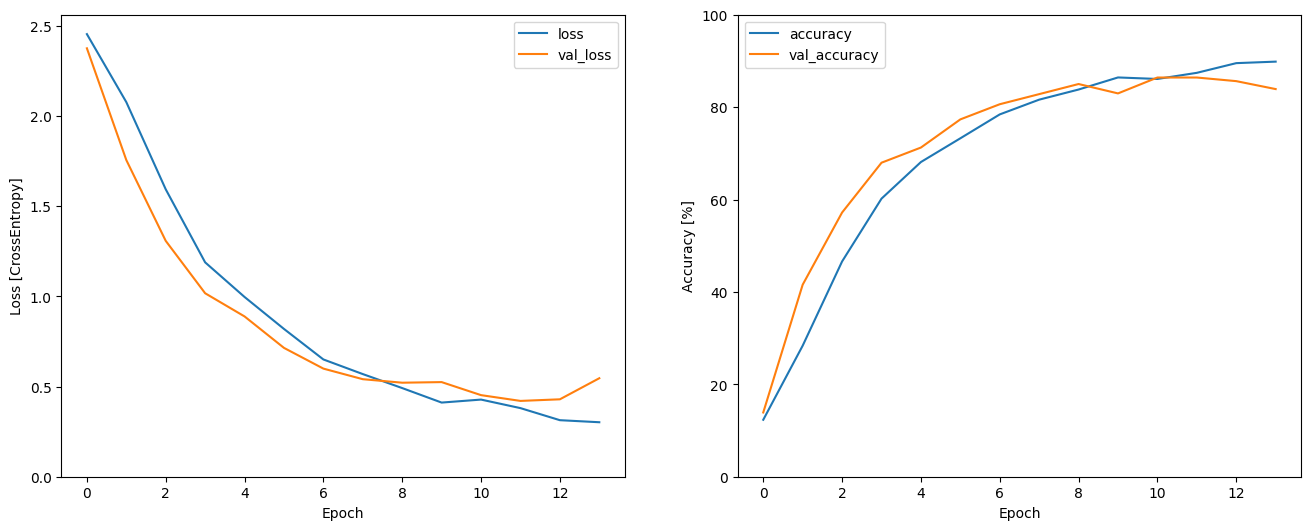 2.5
2.0
1.5
1.0
0.5
0.0
0 2 4 6 8 10 12
Epoch
Loss [CrossEntropy]
loss
val_loss
100
80
60
40
20
0
0 2 4 6 8 10 12
Epoch
Accuracy [%]
accuracy
val_accuracy